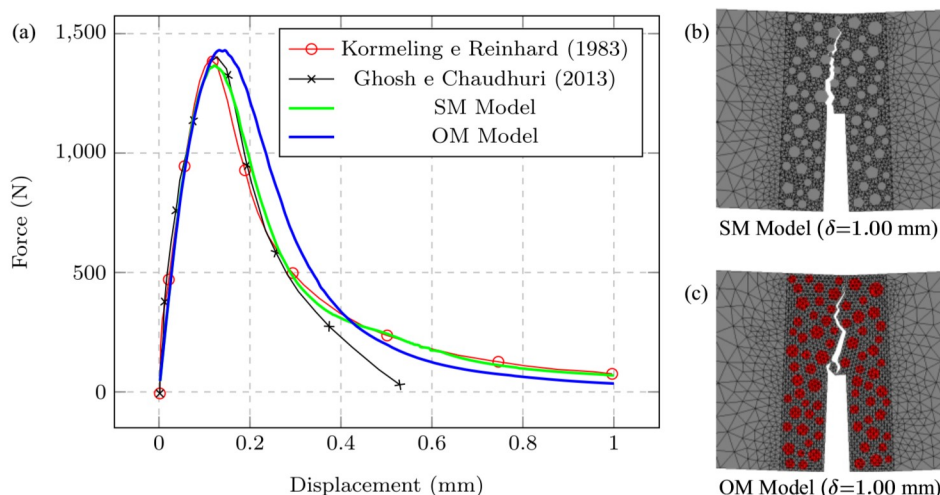 (a)
Force (N)
1,500
1,000
500
0
0
0.2
0.4
0.6
0.8
1
Displacement (mm)
Kormeling e Reinhard (1983)
Ghosh e Chaudhuri (2013)
SM Model
OM Model
(b)
SM Model (δ=1.00 mm)
(c)
OM Model (δ=1.00 mm)